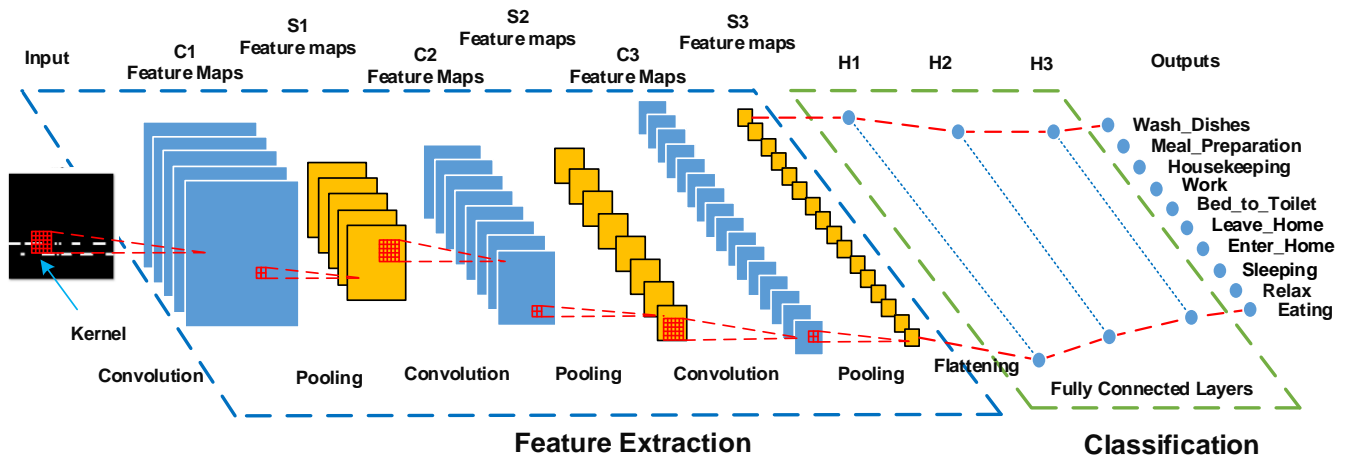 Input
C1
Feature Maps
S1
Feature maps
C2
Feature Maps
S2
Feature maps
C3
Feature Maps
S3
Feature maps
H1
H2
H3
Outputs
Wash_Dishes
Meal_Preparation
Housekeeping
Work
Bed_to_Toilet
Leave_Home
Enter_Home
Sleeping
Relax
Eating
Kernel
Convolution
Pooling
Convolution
Pooling
Convolution
Pooling
Flattening
Fully Connected Layers
Feature Extraction
Classification